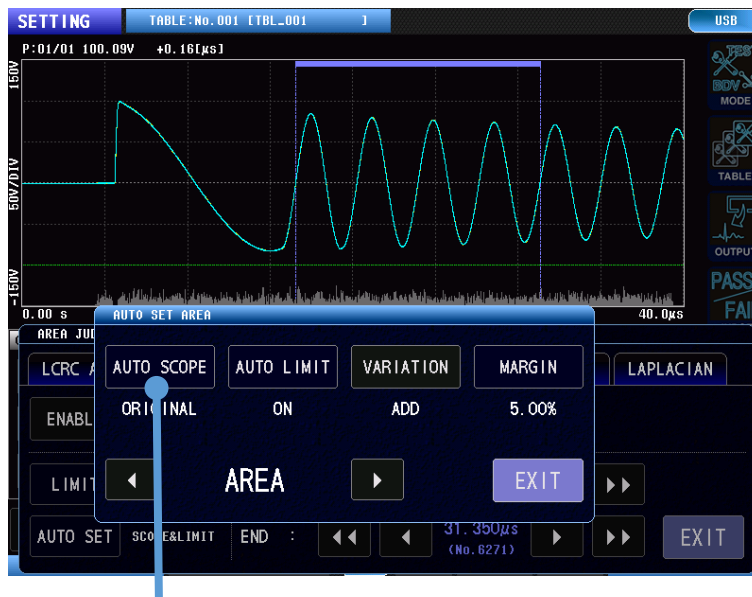 SETTING
TABLE:No.001 [TBL_001 ]
USB
P:01/01 100.09V +0.16[μs]
150V
50V/DIV
-150V
0.00 s
40.0μs
TEST
BDV
MODE
TABLE
OUTPUT
PASS
FAI
AUTO SET AREA
AREA JUD
LCRC A
LAPLACIAN
AUTO SCOPE
AUTO LIMIT
VARIATION
MARGIN
ORIGINAL
ON
ADD
5.00%
ENABL
LIMIT
AREA
EXIT
AUTO SET
SCOPE&LIMIT
END :
31.350μs
(No.6271)
EXIT